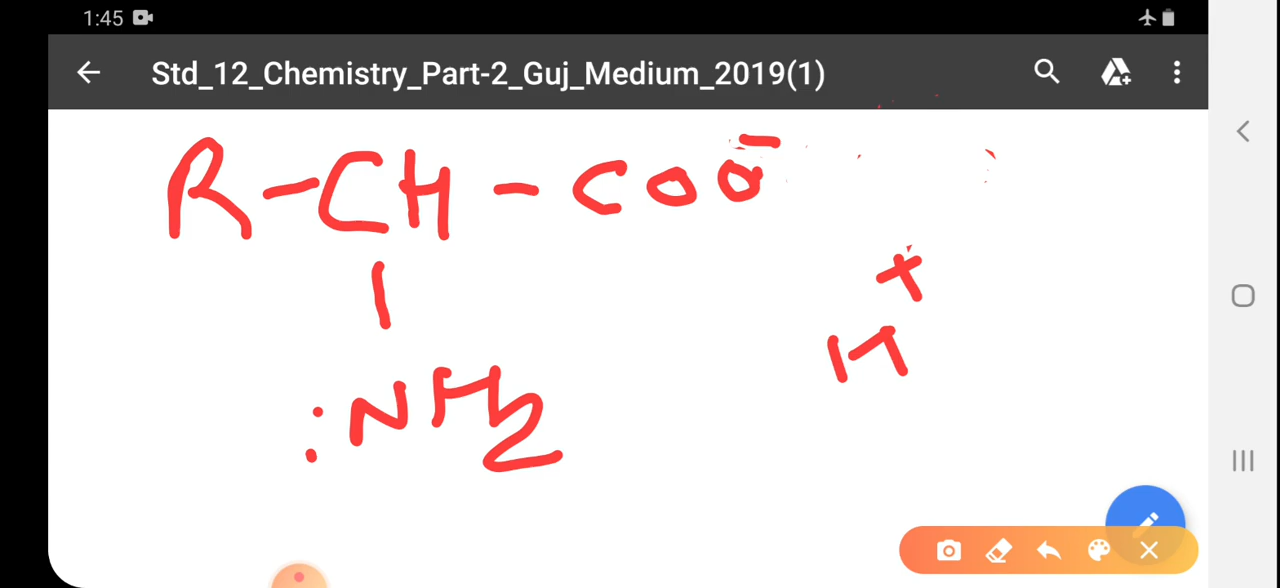 1:45
Std_12_Chemistry_Part-2_Guj_Medium_2019(1)
R-CH-COO⁻
H⁺
:NH2